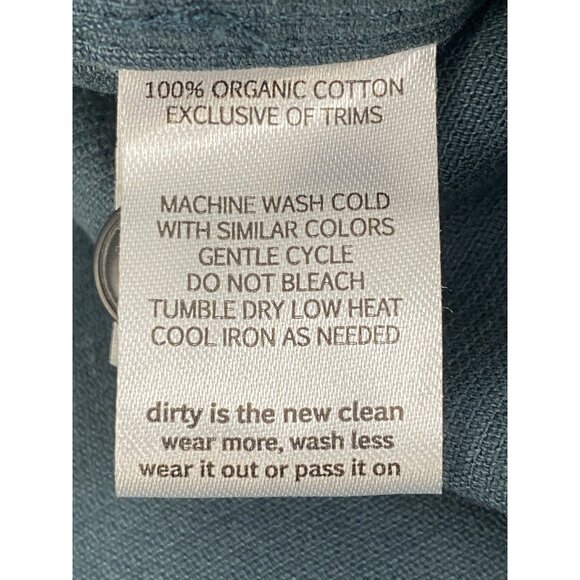 100% ORGANIC COTTON
EXCLUSIVE OF TRIMS
MACHINE WASH COLD
WITH SIMILAR COLORS
GENTLE CYCLE
DO NOT BLEACH
TUMBLE DRY LOW HEAT
COOL IRON AS NEEDED
dirty is the new clean
wear more, wash less
wear it out or pass it on